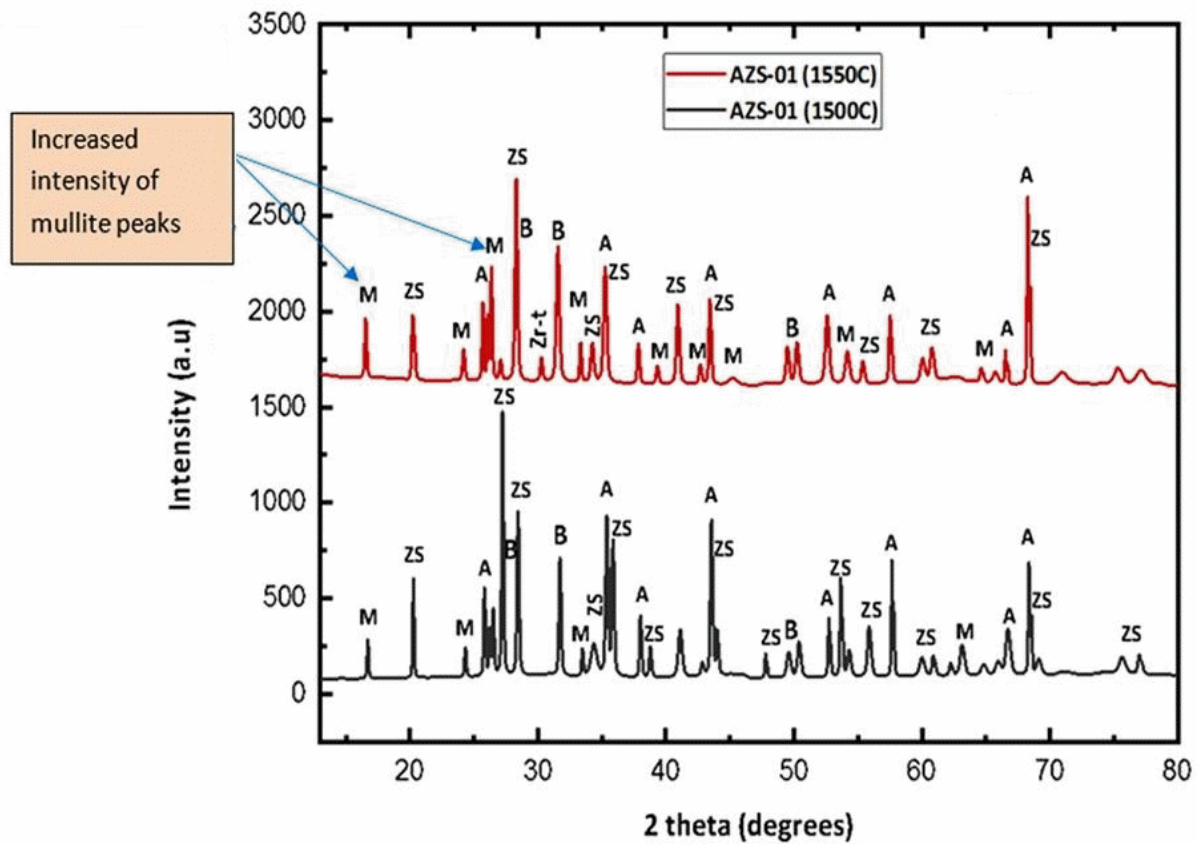 3500
3000
2500
2000
1500
1000
500
0
Intensity (a.u)
AZS-01 (1550C)
AZS-01 (1500C)
Increased
intensity of
mullite peaks
M
ZS
M
A
M
ZS
B
Zr-t
B
M
ZS
A
ZS
A
M
ZS
M
A
ZS
M
B
A
M
ZS
A
ZS
M
A
A
ZS
M
ZS
M
A
ZS
B
ZS
B
M
ZS
A
ZS
A
ZS
A
ZS
ZS
B
A
ZS
ZS
A
ZS
M
A
A
ZS
ZS
20 30 40 50 60 70 80
2 theta (degrees)